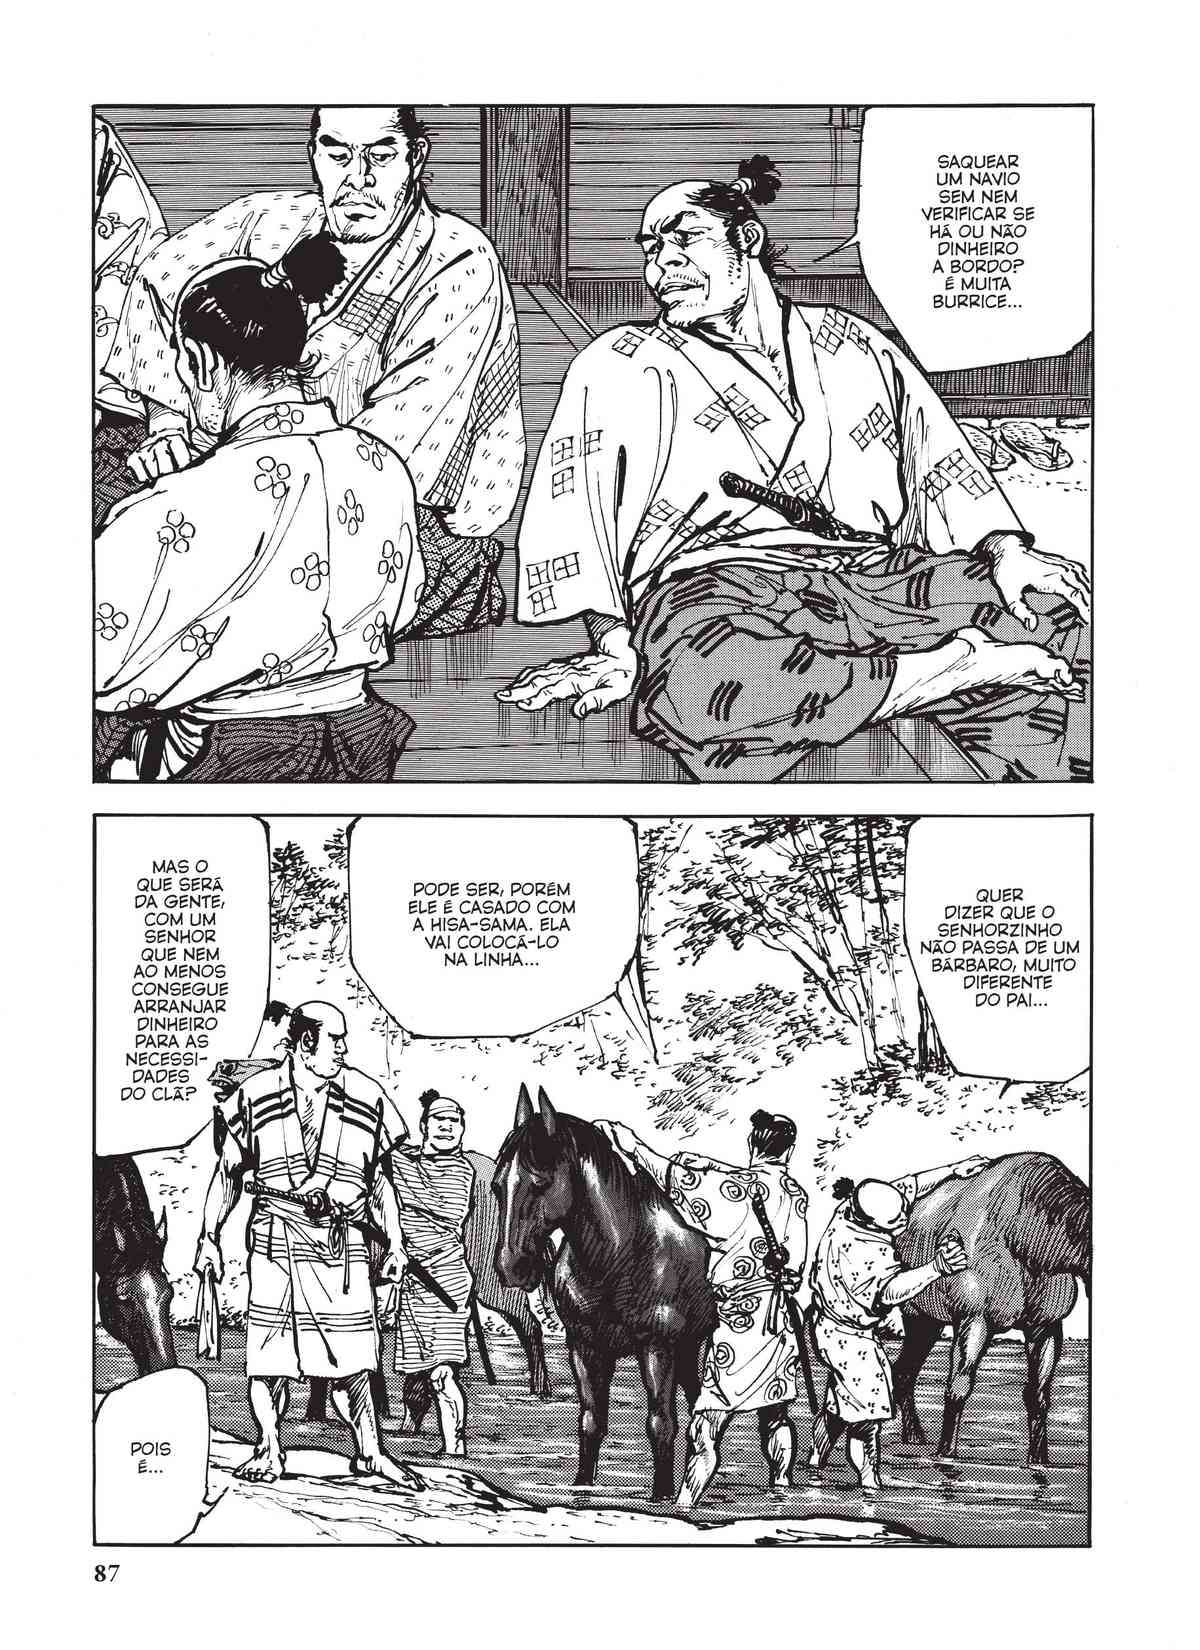 SAQUEAR
UM NAVIO
SEM NEM
VERIFICAR SE
HÁ OU NÃO
DINHEIRO
A BORDO?
É MUITA
BURRICE...
QUER
DIZER QUE O
SENHORZINHO
NÃO PASSA DE UM
BÁRBARO, MUITO
DIFERENTE
DO PAI...
PODE SER, PORÉM
ELE É CASADO COM
A HISA-SAMA. ELA
VAI COLOCÁ-LO
NA LINHA...
MAS O
QUE SERÁ
DA GENTE,
COM UM
SENHOR
QUE NEM
AO MENOS
CONSEGUE
ARRANJAR
DINHEIRO
PARA AS
NECESSI-
DADES
DO CLÃ?
POIS
É...
87